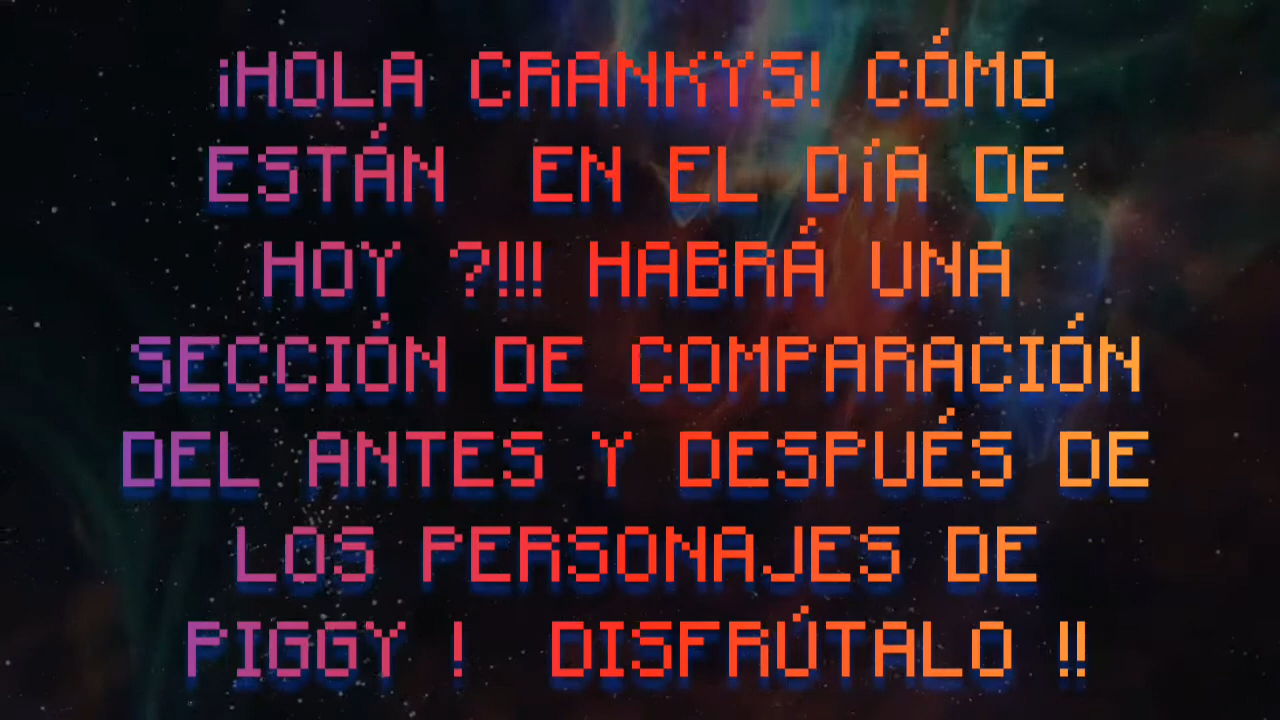 ¡HOLA CRANKYS! CÓMO
ESTÁN  EN EL DíA DE
HOY ?!!! HABRÁ UNA
SECCIÓN DE COMPARACIÓN
DEL ANTES Y DESPUÉS DE
LOS PERSONAJES DE
PIGGY !  DISFRÚTALO !!